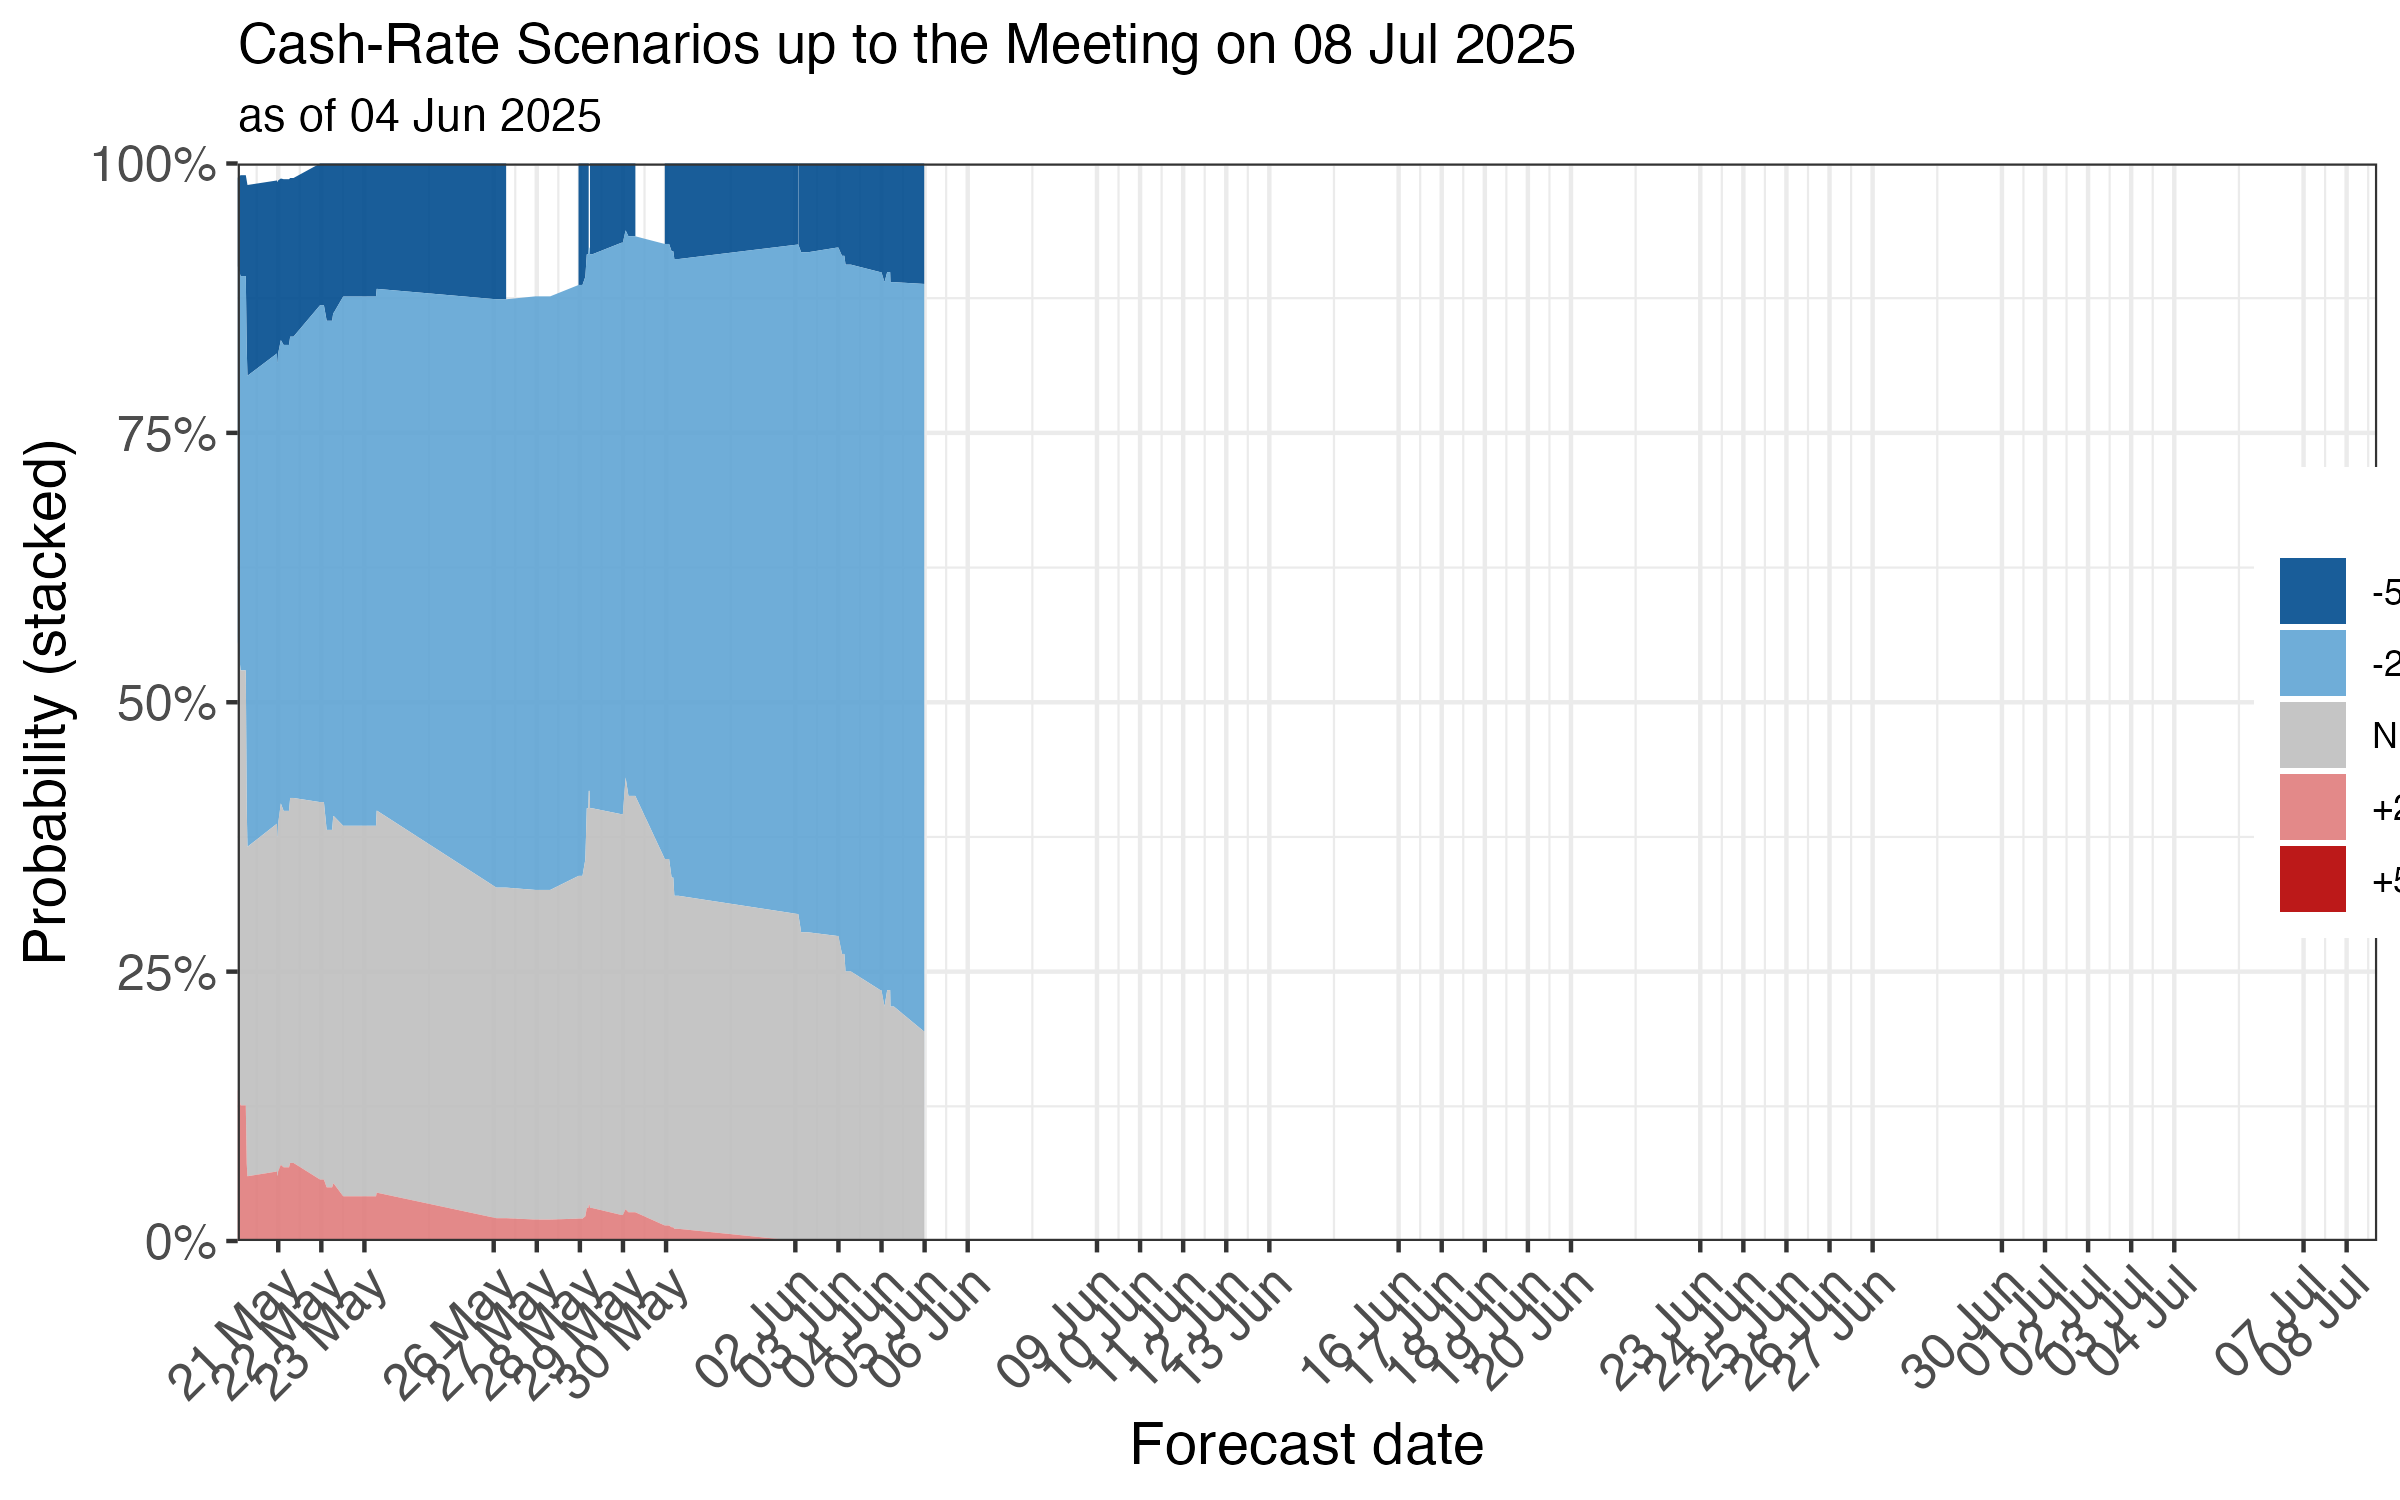 Cash-Rate Scenarios up to the Meeting on 08 Jul 2025
as of 04 Jun 2025
100%
75%
50%
25%
0%
Probability (stacked)
-5
-2
N
+2
+5
21 May
22 May
23 May
26 May
27 May
28 May
29 May
30 May
02 Jun
03 Jun
04 Jun
05 Jun
06 Jun
09 Jun
10 Jun
11 Jun
12 Jun
13 Jun
16 Jun
17 Jun
18 Jun
19 Jun
20 Jun
23 Jun
24 Jun
25 Jun
26 Jun
27 Jun
30 Jun
01 Jul
02 Jul
03 Jul
04 Jul
07 Jul
08 Jul
Forecast date